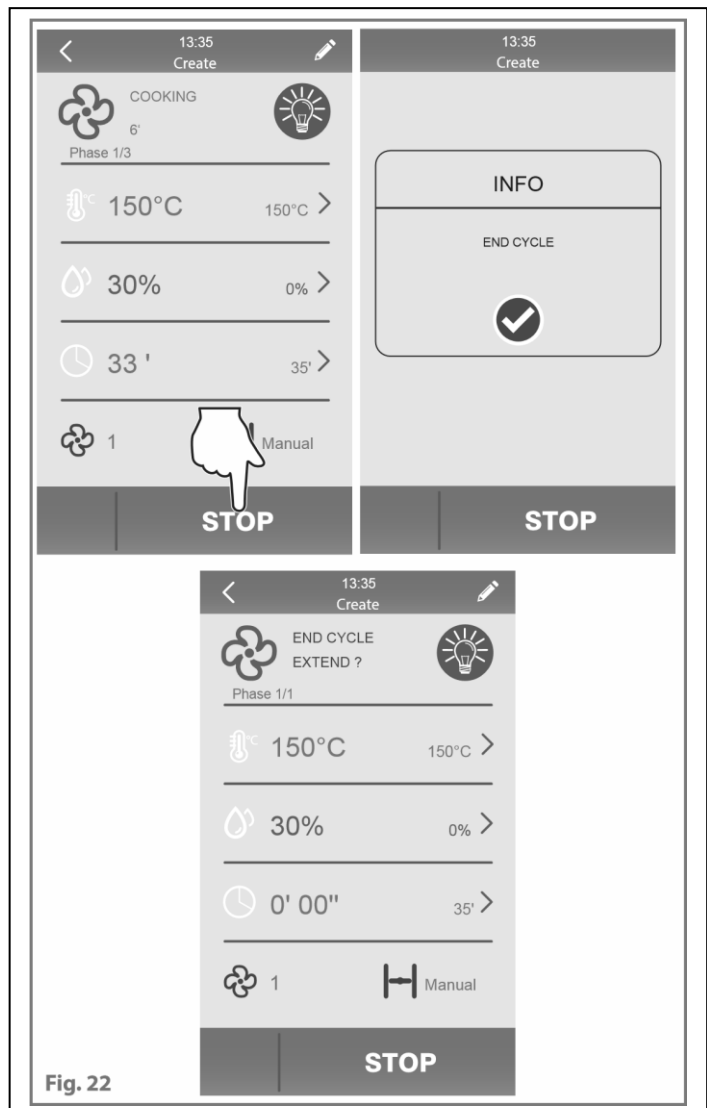 13:35
Create
COOKING
6'
Phase 1/3
°C
150°C 150°C
30% 0%
33 ' 35'
1 Manual
STOP
13:35
Create
INFO
END CYCLE
STOP
13:35
Create
END CYCLE
EXTEND ?
Phase 1/1
°C
150°C 150°C
30% 0%
0' 00" 35'
1 Manual
STOP
Fig. 22